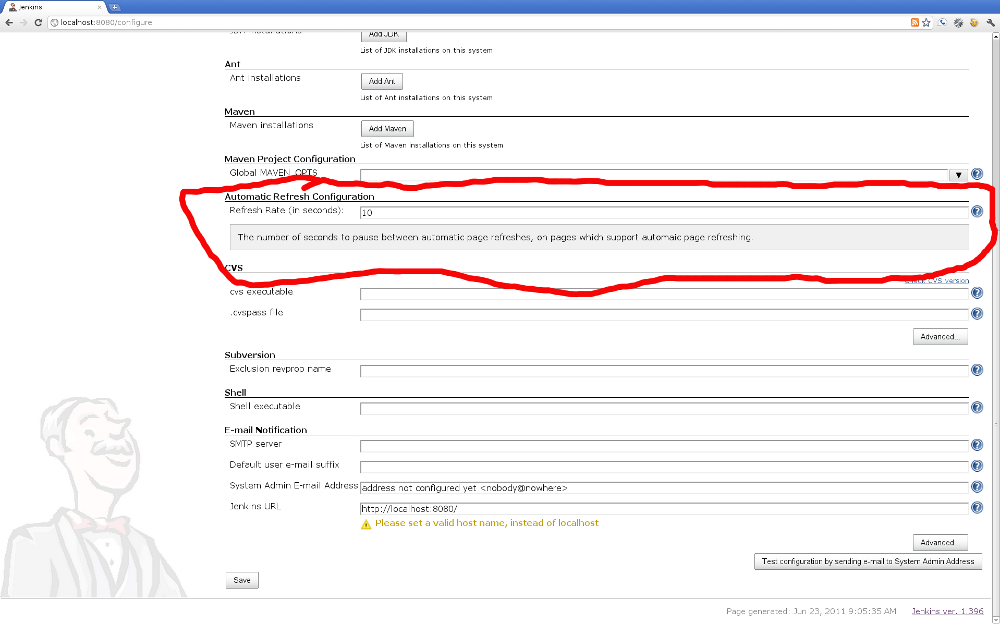 Jenkins
localhost:8080/configure
Add JDK
List of JDK installations on this system
Ant
Ant installations
Add Ant
List of Ant installations on this system
Maven
Maven installations
Add Maven
List of Maven installations on this system
Maven Project Configuration
Global MAVEN_OPTS
Automatic Refresh Configuration
Refresh Rate (in seconds):
10
The number of seconds to pause between automatic page refreshes, on pages which support automaic page refreshing.
CVS
Check CVS version
cvs executable
.cvspass file
Advanced...
Subversion
Exclusion revprop name
Shell
Shell executable
E-mail Notification
SMTP server
Default user e-mail suffix
System Admin E-mail Address
address not configured yet <nobody@nowhere>
Jenkins URL
http://localhost:8080/
Please set a valid host name, instead of localhost
Advanced...
Test configuration by sending e-mail to System Admin Address
Save
Page generated: Jun 23, 2011 9:05:35 AM Jenkins ver. 1.396